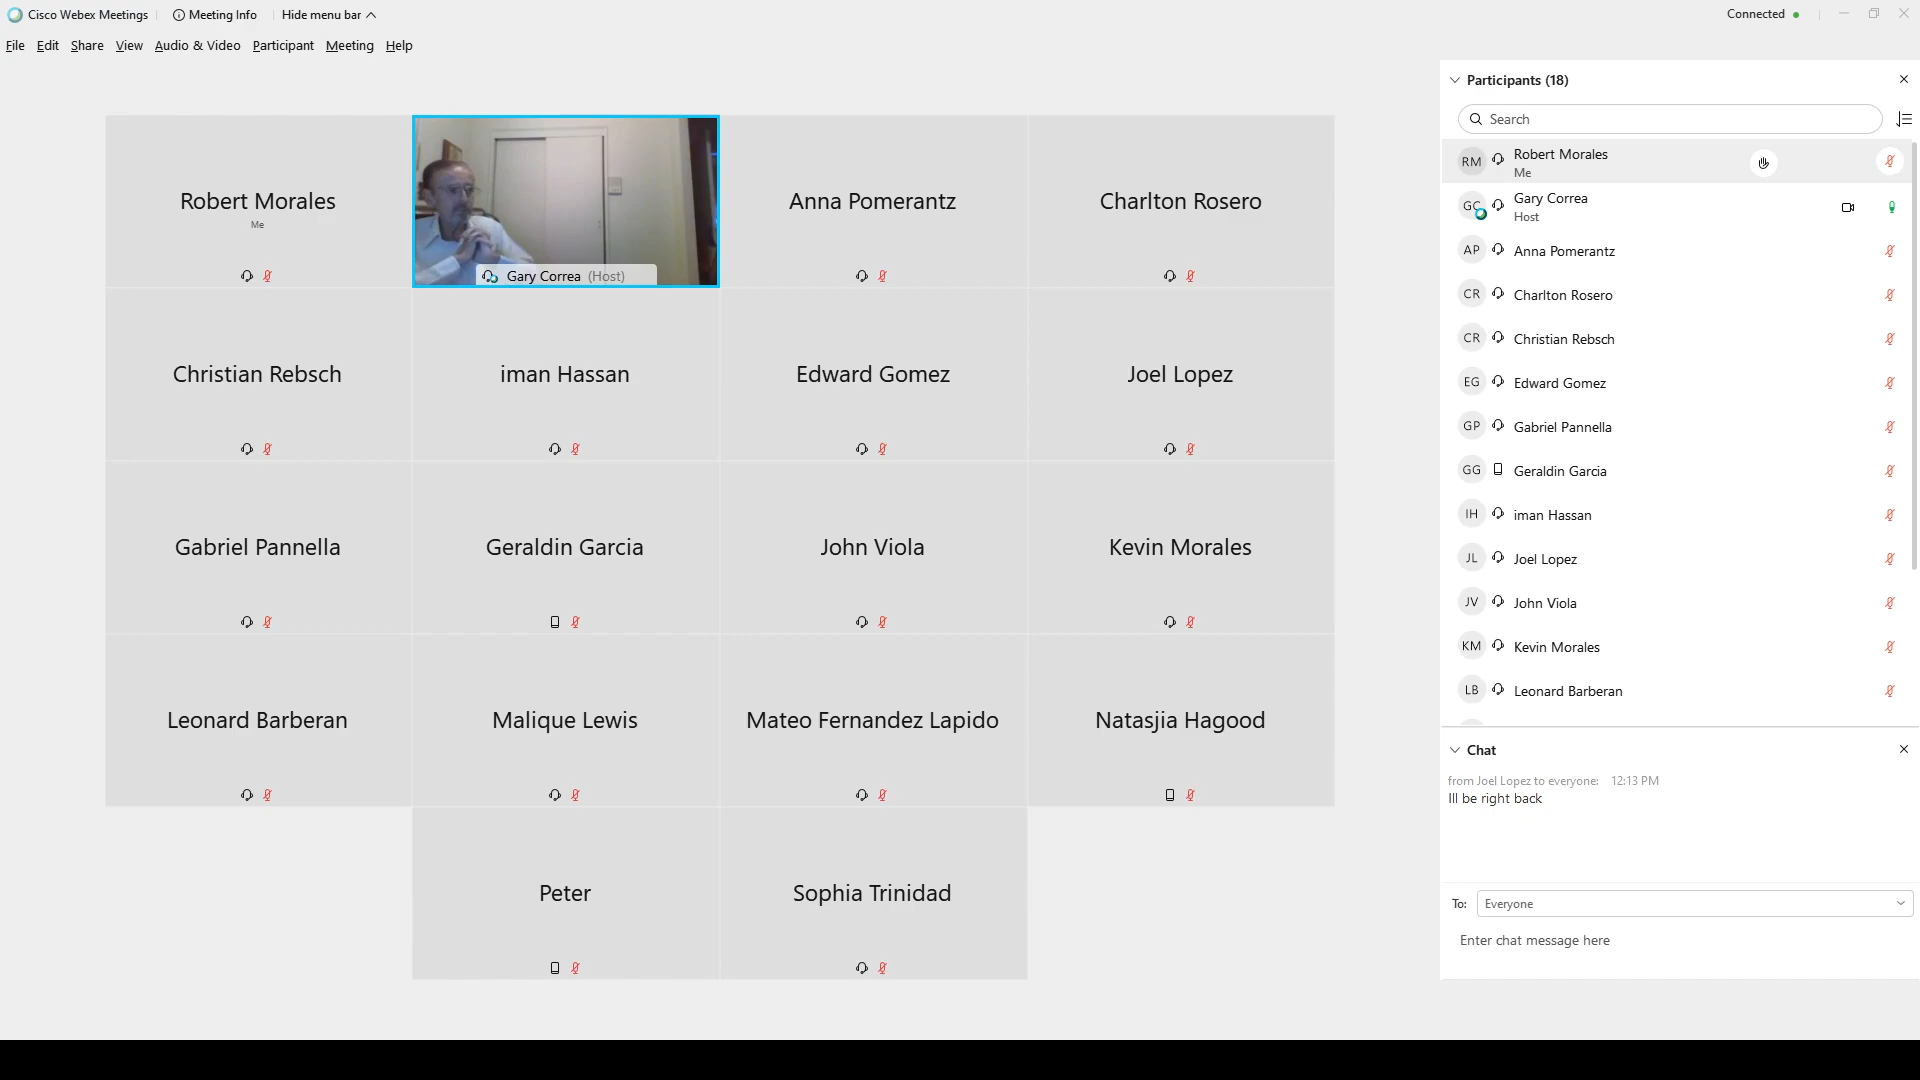 Cisco Webex Meetings
Meeting Info
Hide menu bar
Connected
File Edit Share View Audio & Video Participant Meeting Help
Robert Morales
Me
Gary Correa (Host)
Anna Pomerantz
Charlton Rosero
Christian Rebsch
iman Hassan
Edward Gomez
Joel Lopez
Gabriel Pannella
Geraldin Garcia
John Viola
Kevin Morales
Leonard Barberan
Malique Lewis
Mateo Fernandez Lapido
Natasjia Hagood
Peter
Sophia Trinidad
Participants (18)
Search
RM Robert Morales
Me
GC Gary Correa
Host
AP Anna Pomerantz
CR Charlton Rosero
CR Christian Rebsch
EG Edward Gomez
GP Gabriel Pannella
GG Geraldin Garcia
IH iman Hassan
JL Joel Lopez
JV John Viola
KM Kevin Morales
LB Leonard Barberan
Chat
from Joel Lopez to everyone: 12:13 PM
Ill be right back
To: Everyone
Enter chat message here